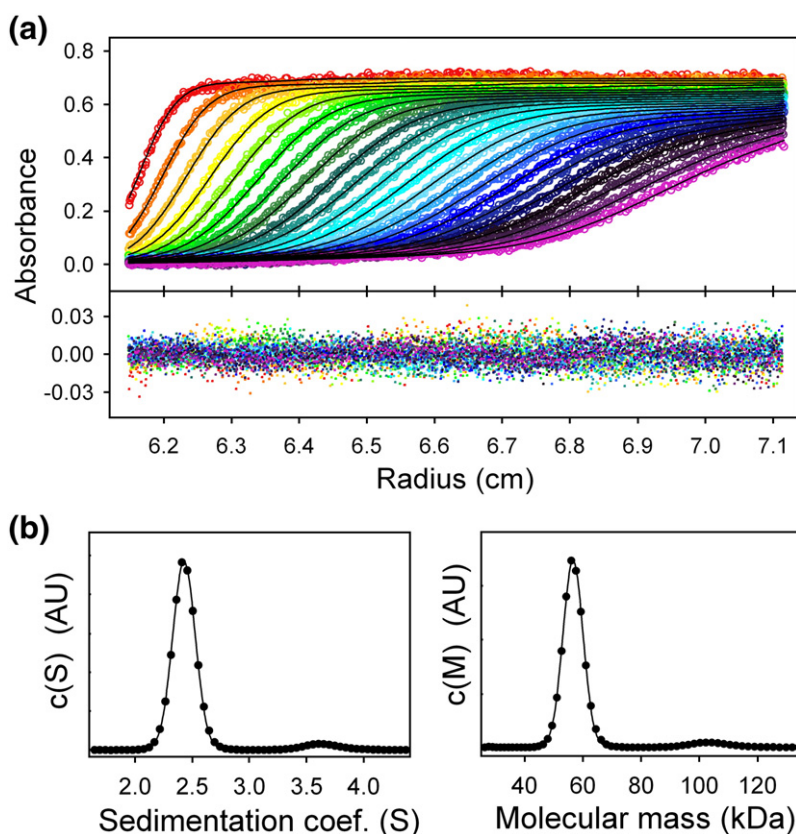 (a)
0.8
0.6
0.4
0.2
0.0
Absorbance
0.03
0.00
-0.03
6.2 6.3 6.4 6.5 6.6 6.7 6.8 6.9 7.0 7.1
Radius (cm)
(b)
c(S) (AU)
2.0 2.5 3.0 3.5 4.0
Sedimentation coef. (S)
c(M) (AU)
40 60 80 100 120
Molecular mass (kDa)